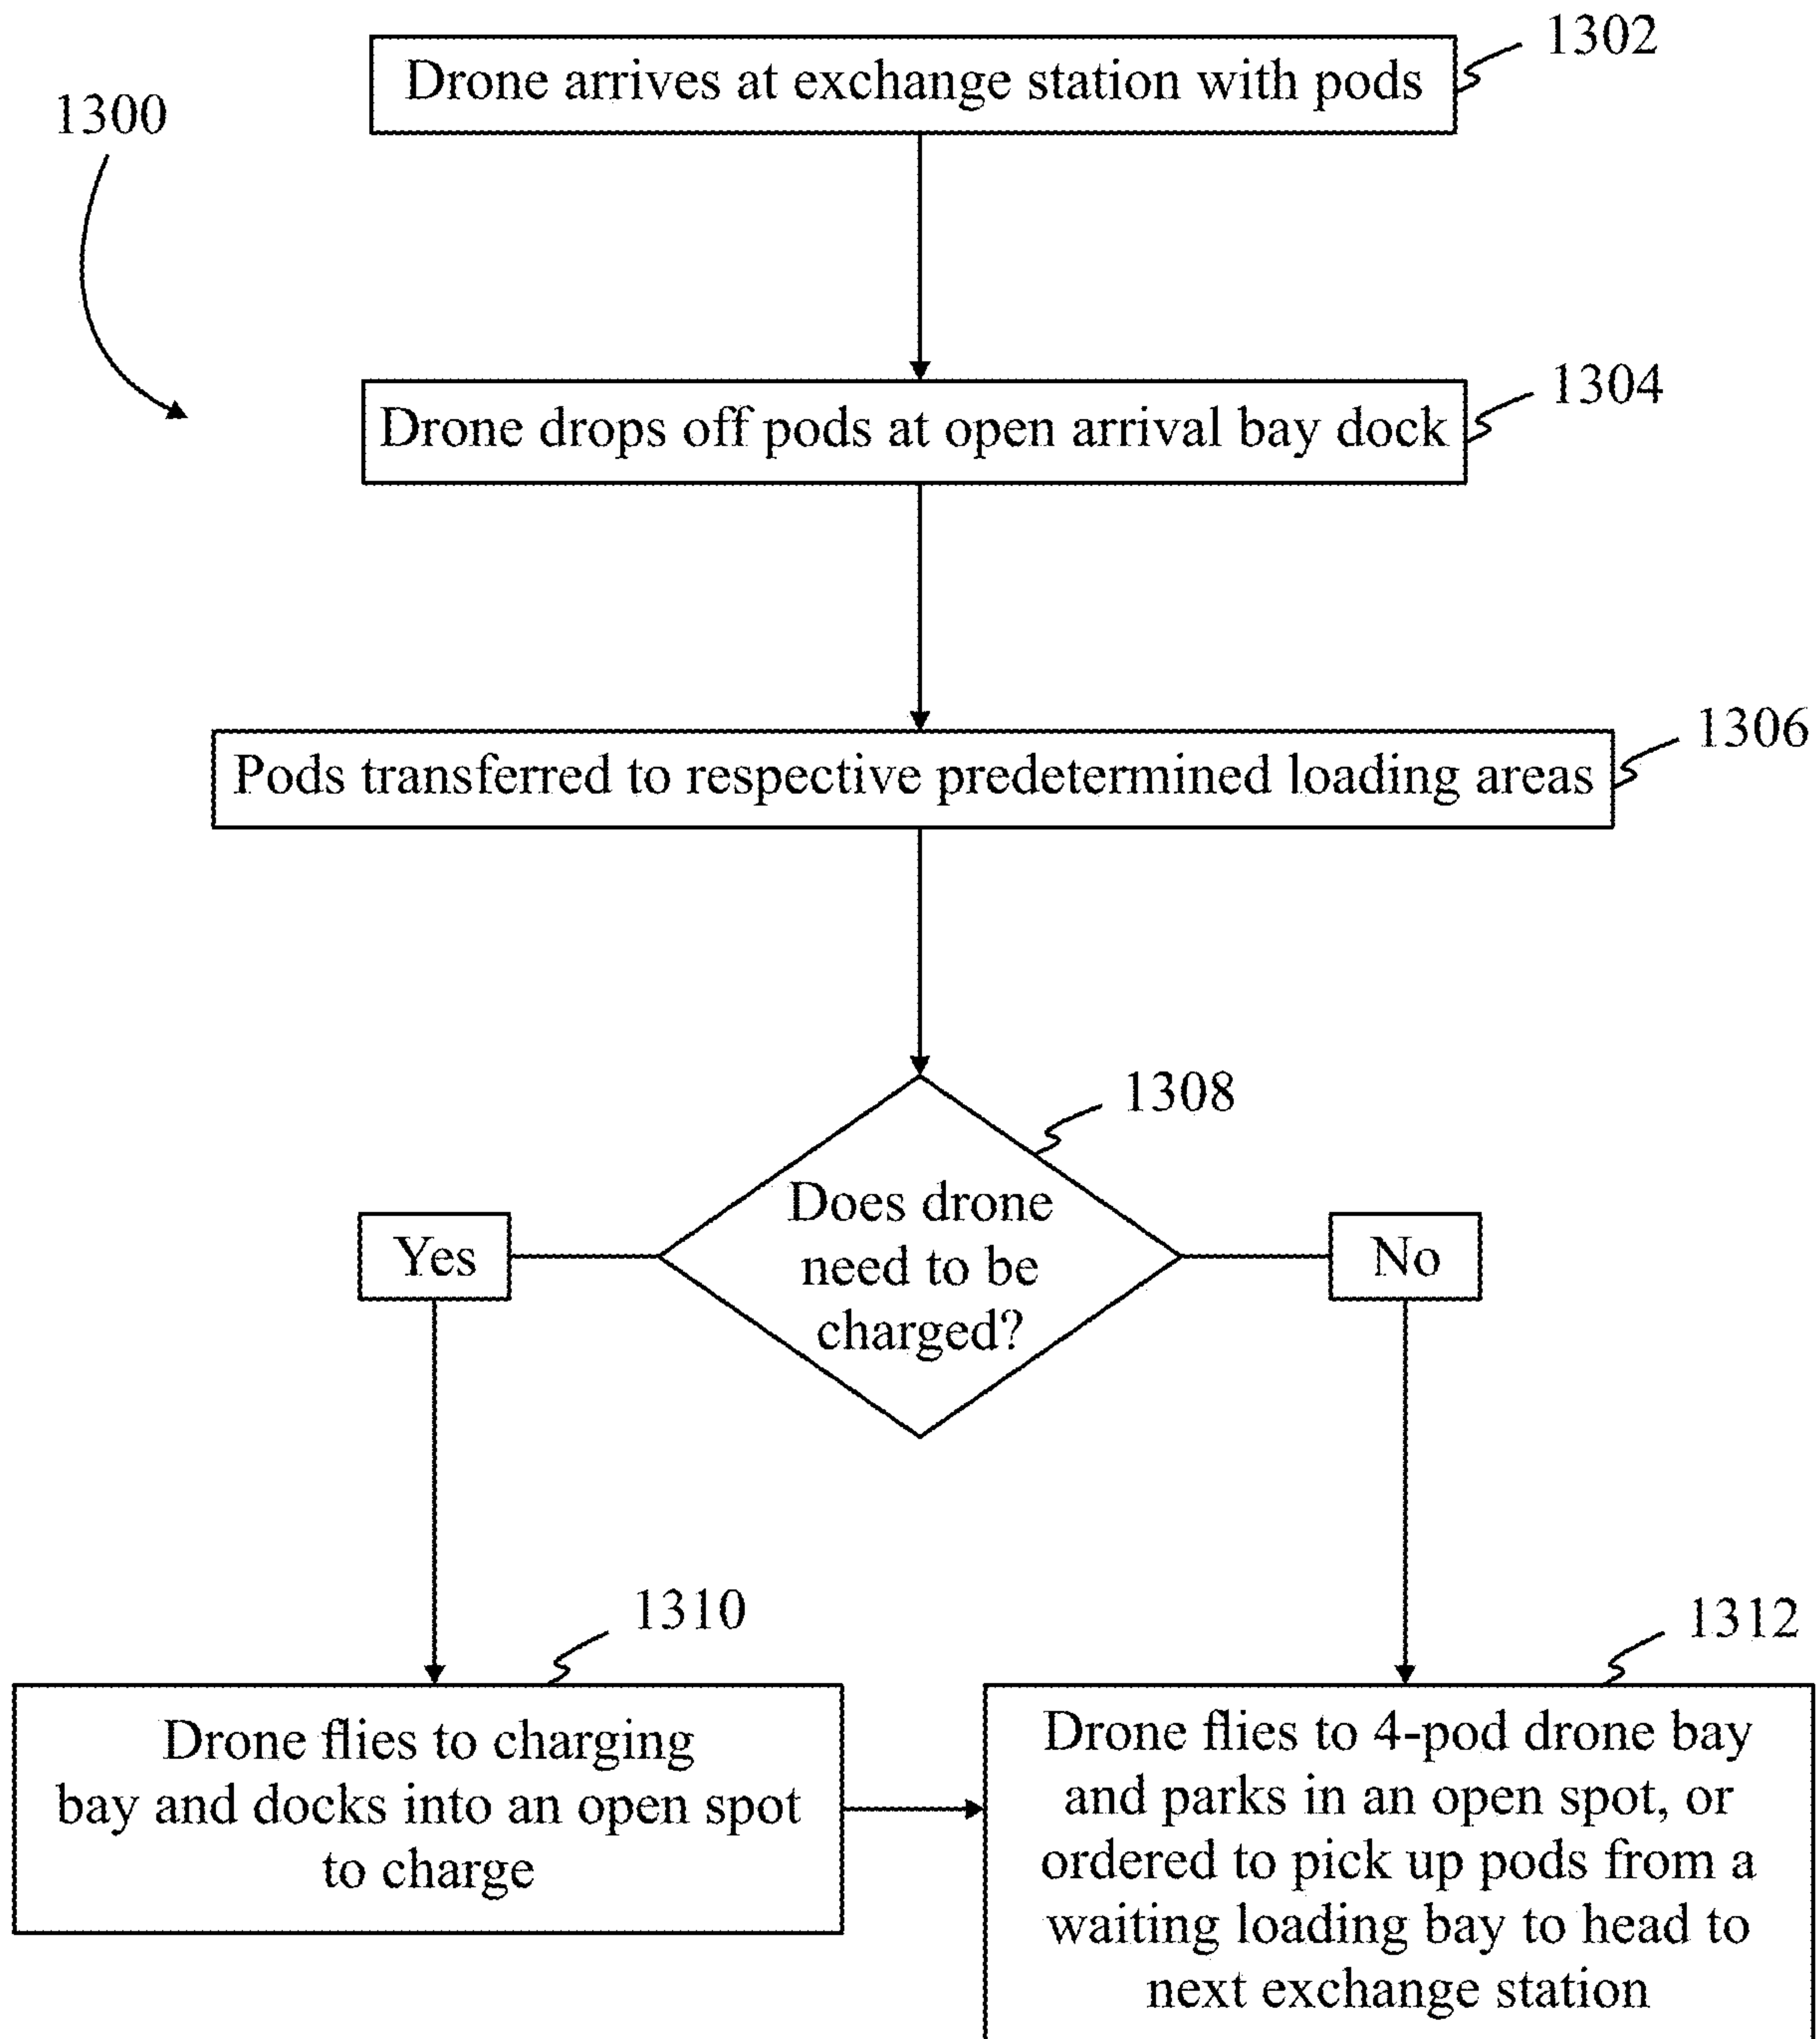 1302
Drone arrives at exchange station with pods
1300
1304
Drone drops off pods at open arrival bay dock
1306
Pods transferred to respective predetermined loading areas
1308
Does drone
need to be
charged?
Yes
No
1310
Drone flies to charging
bay and docks into an open spot
to charge
1312
Drone flies to 4-pod drone bay
and parks in an open spot, or
ordered to pick up pods from a
waiting loading bay to head to
next exchange station